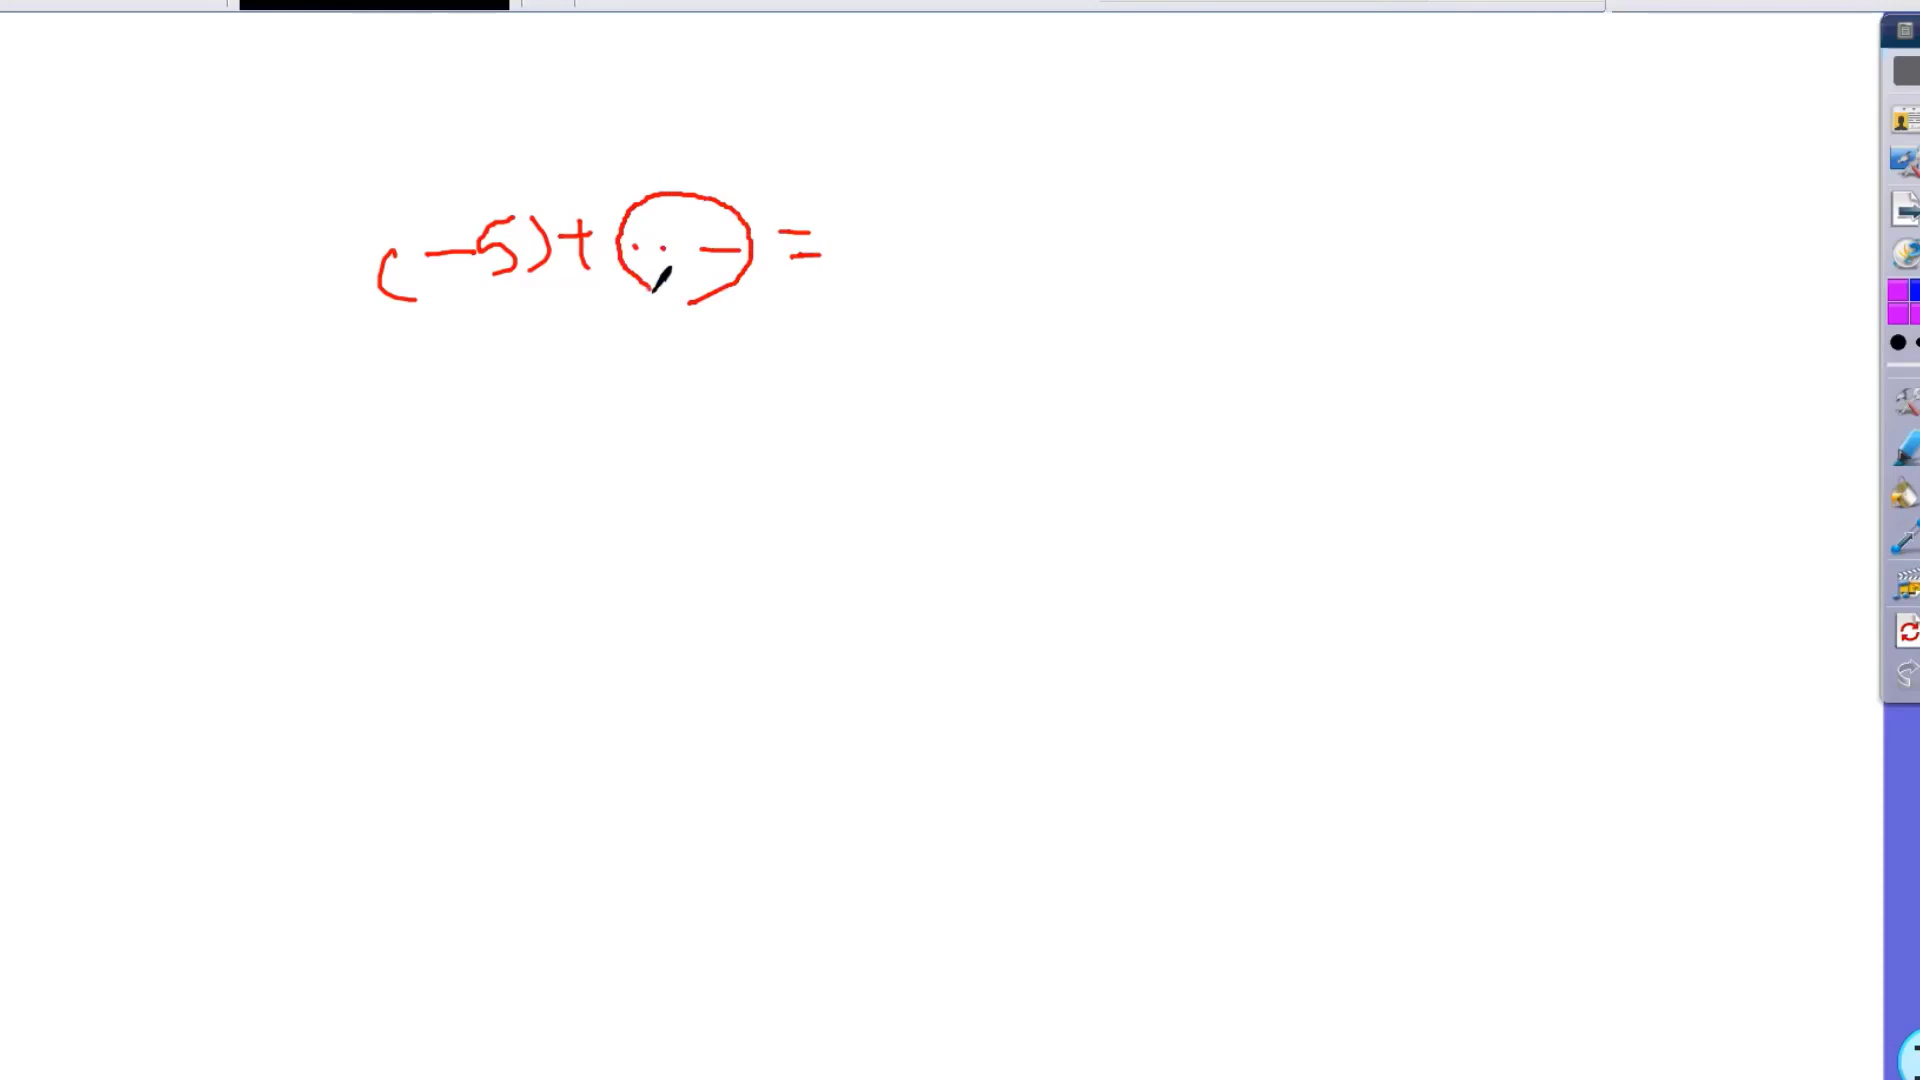 (-5)+(.. -) =